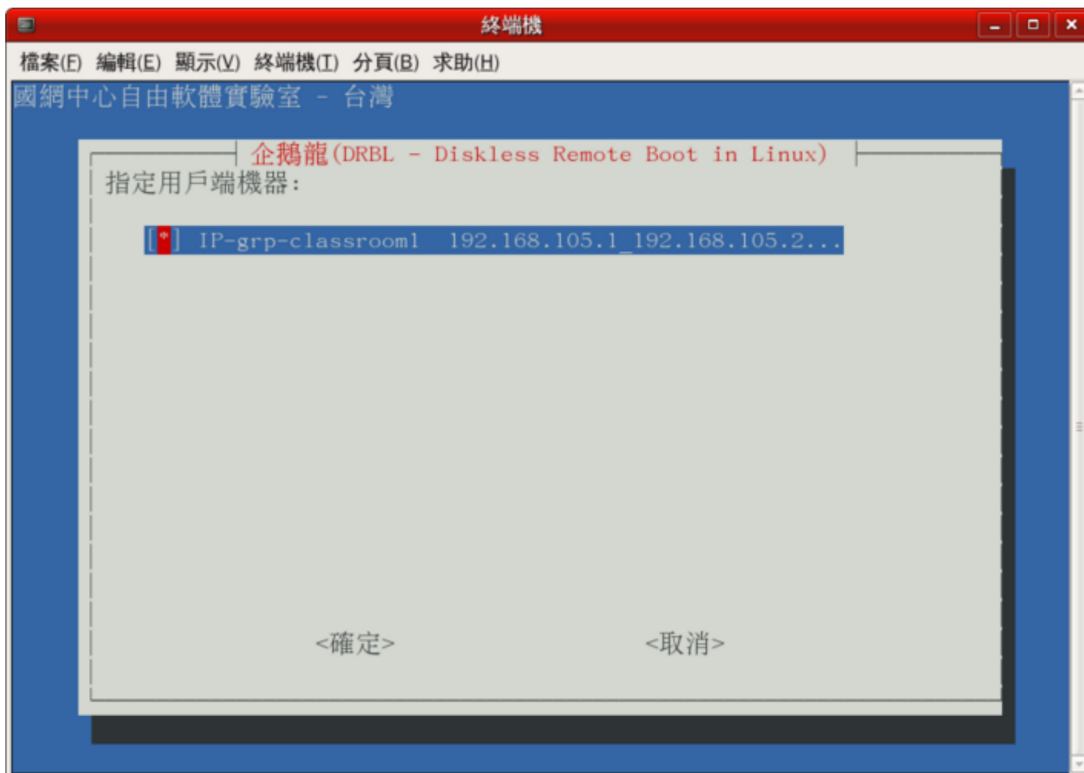 終端機
檔案(F) 編輯(E) 顯示(V) 終端機(T) 分頁(B) 求助(H)
國網中心自由軟體實驗室 - 台灣
企鵝龍(DRBL - Diskless Remote Boot in Linux)
指定用戶端機器:
[*] IP-grp-classroom1 192.168.105.1_192.168.105.2...
<確定> <取消>